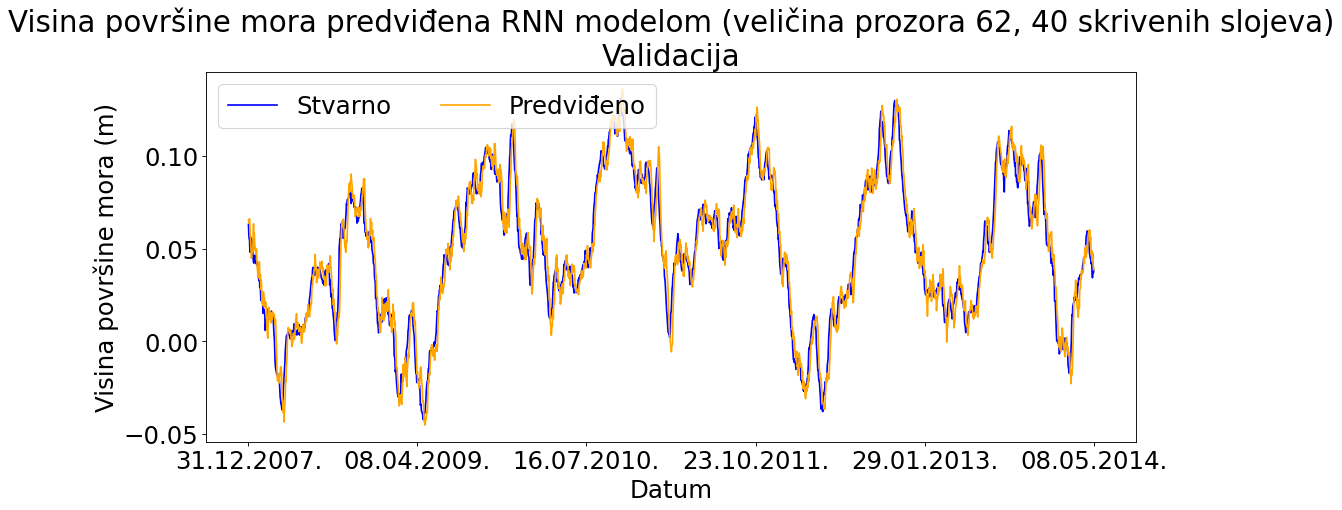 Visina površine mora predviđena RNN modelom (veličina prozora 62, 40 skrivenih slojeva)
Validacija
Stvarno Predviđeno
Visina površine mora (m)
0.10
0.05
0.00
−0.05
31.12.2007. 08.04.2009. 16.07.2010. 23.10.2011. 29.01.2013. 08.05.2014.
Datum